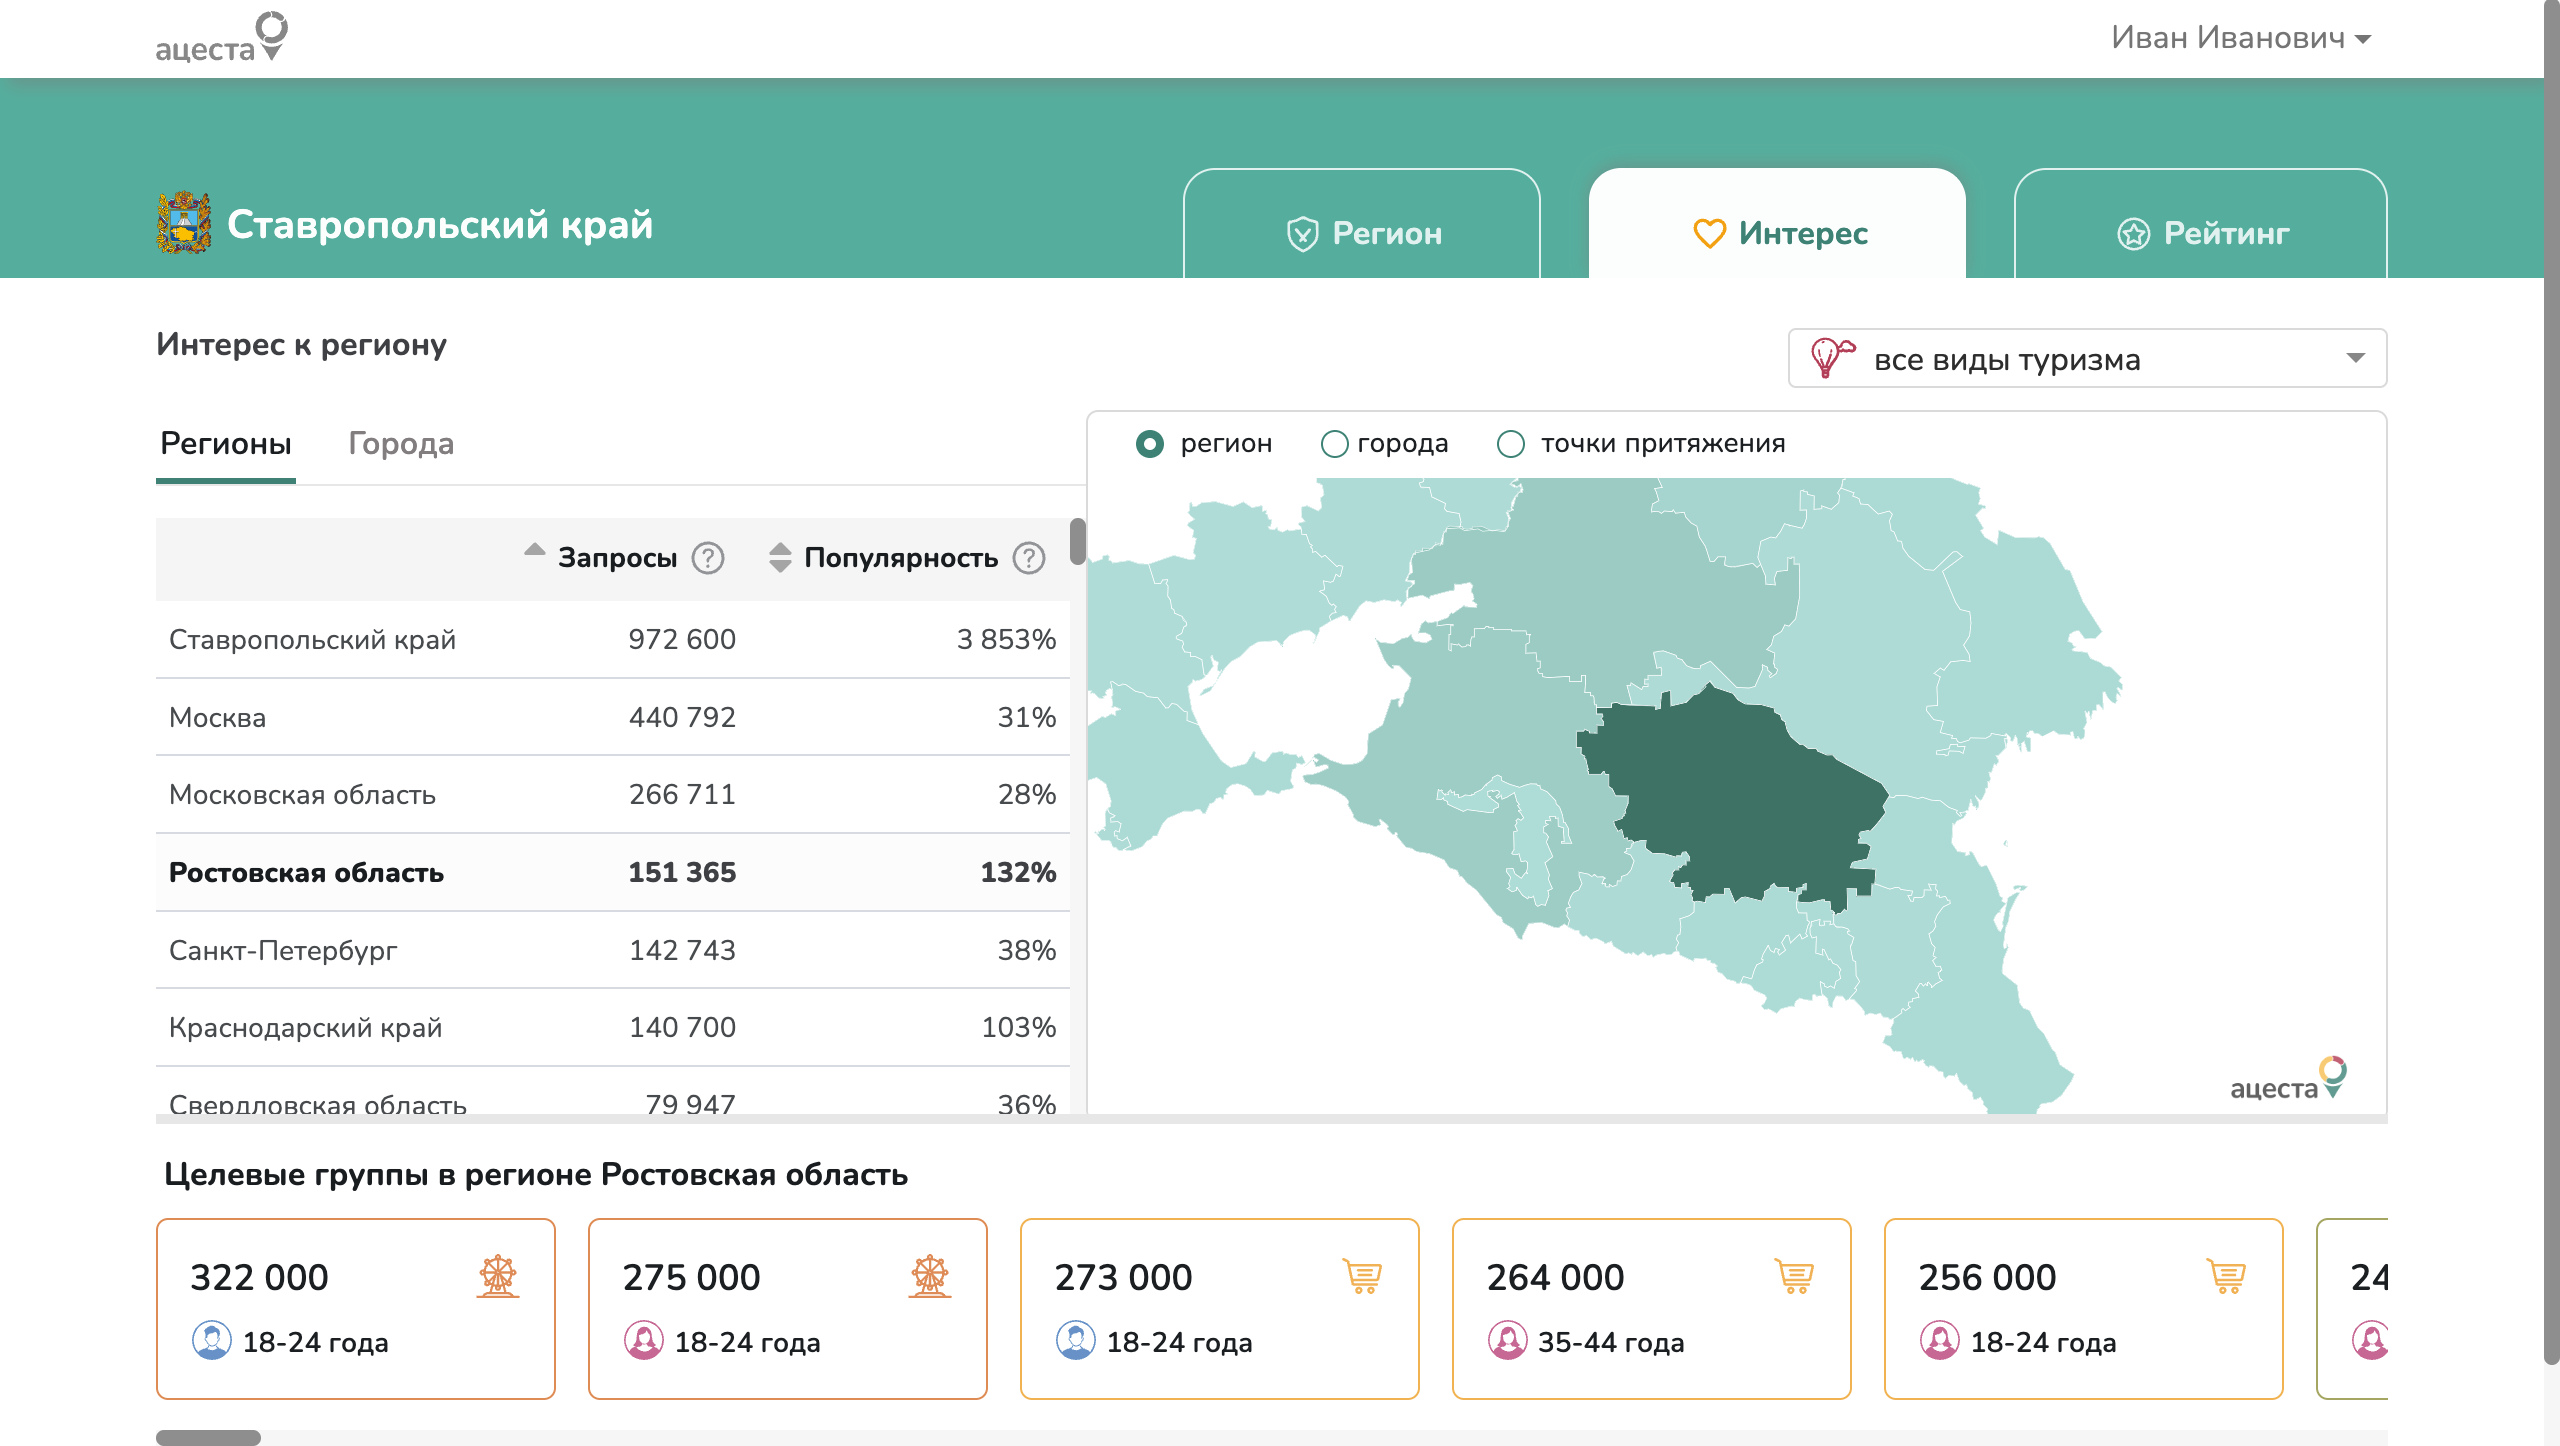 ацеста
Иван Иванович
Ставропольский край
Регион
Интерес
Рейтинг
Интерес к региону
все виды туризма
Регионы Города
регион города точки притяжения
Запросы ? Популярность ?
Ставропольский край 972 600 3 853%
Москва 440 792 31%
Московская область 266 711 28%
Ростовская область 151 365 132%
Санкт-Петербург 142 743 38%
Краснодарский край 140 700 103%
Свердловская область 79 947 36%
ацеста
Целевые группы в регионе Ростовская область
322 000 275 000 273 000 264 000 256 000 24
18-24 года 18-24 года 18-24 года 35-44 года 18-24 года